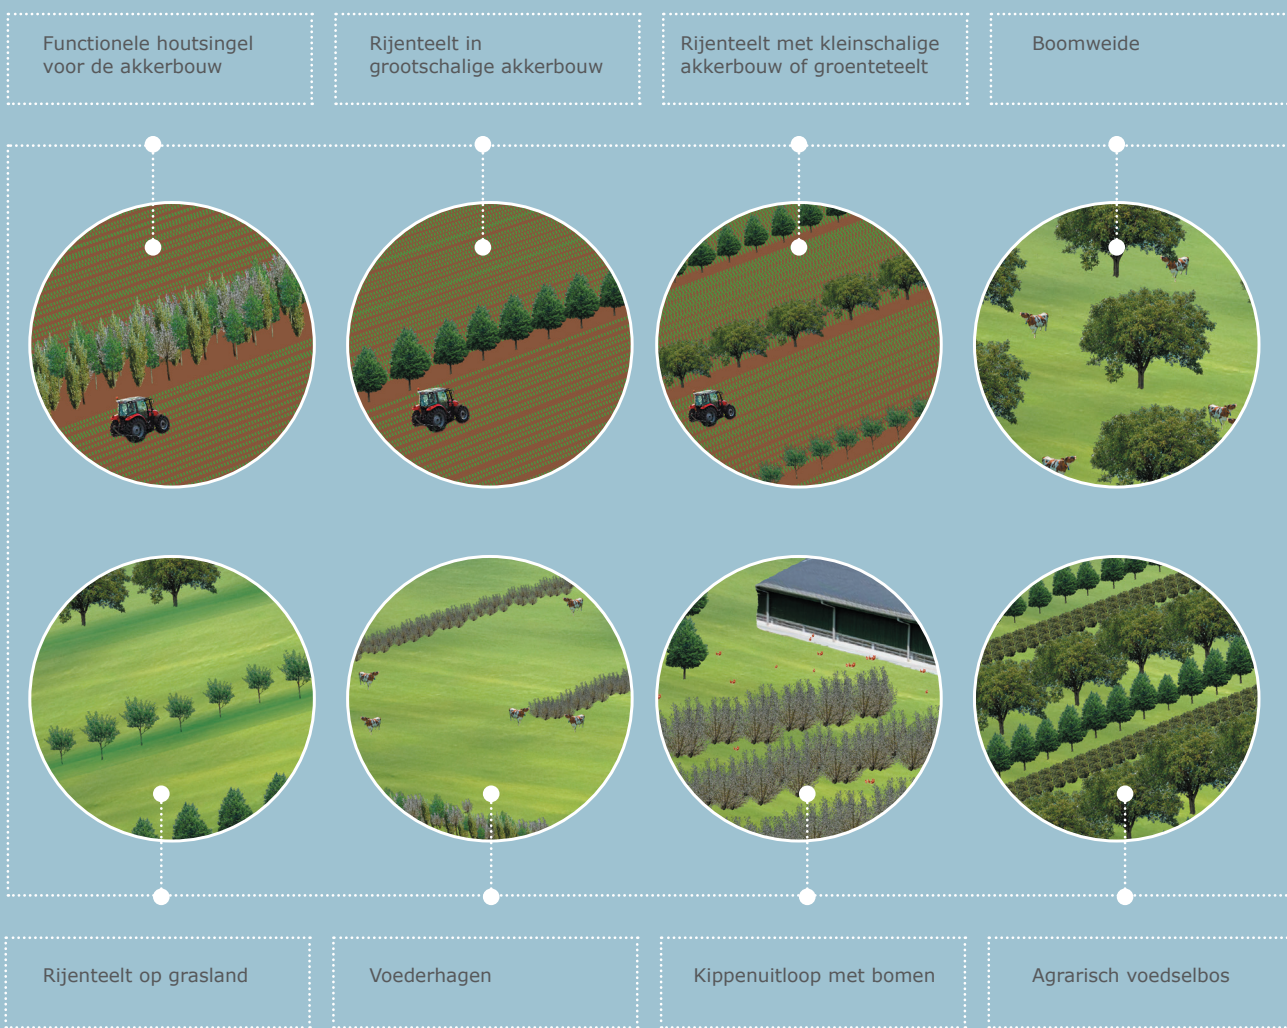 Functionele houtsingel
voor de akkerbouw
Rijenteelt in
grootschalige akkerbouw
Rijenteelt met kleinschalige
akkerbouw of groenteteelt
Boomweide
Rijenteelt op grasland
Voederhagen
Kippenuitloop met bomen
Agrarisch voedselbos